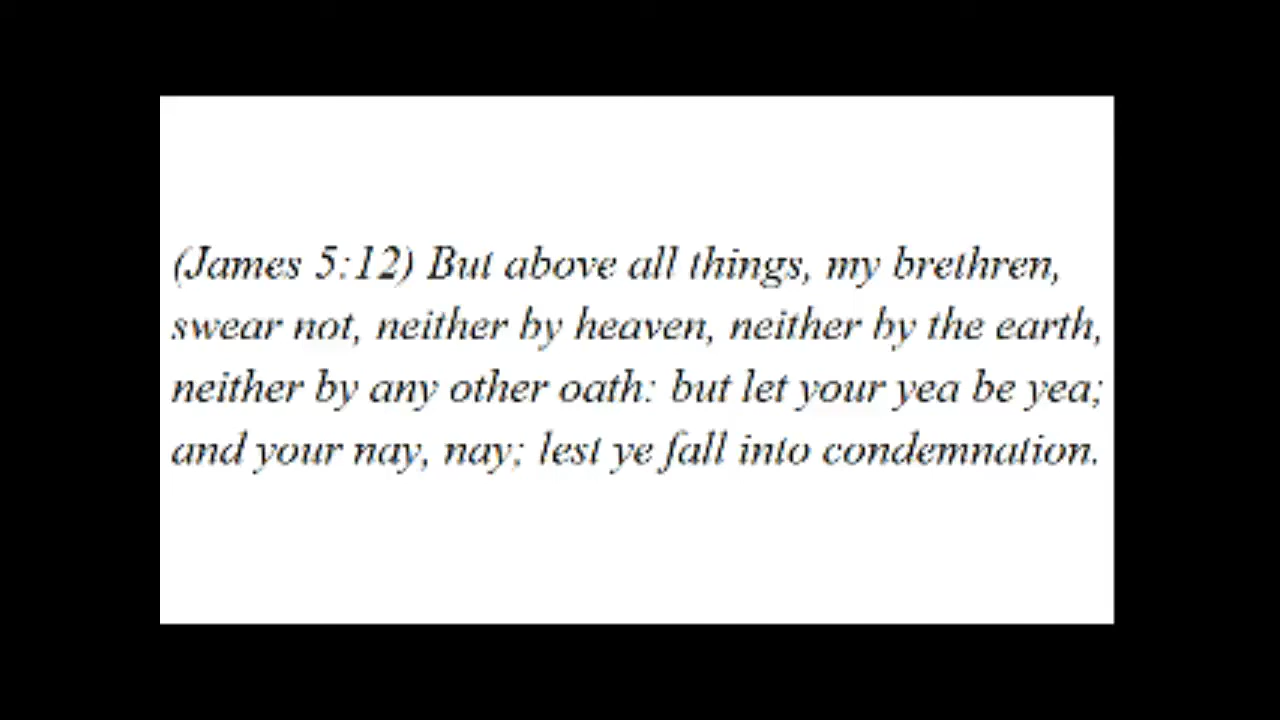 (James 5:12) But above all things, my brethren,
swear not, neither by heaven, neither by the earth,
neither by any other oath: but let your yea be yea;
and your nay, nay; lest ye fall into condemnation.